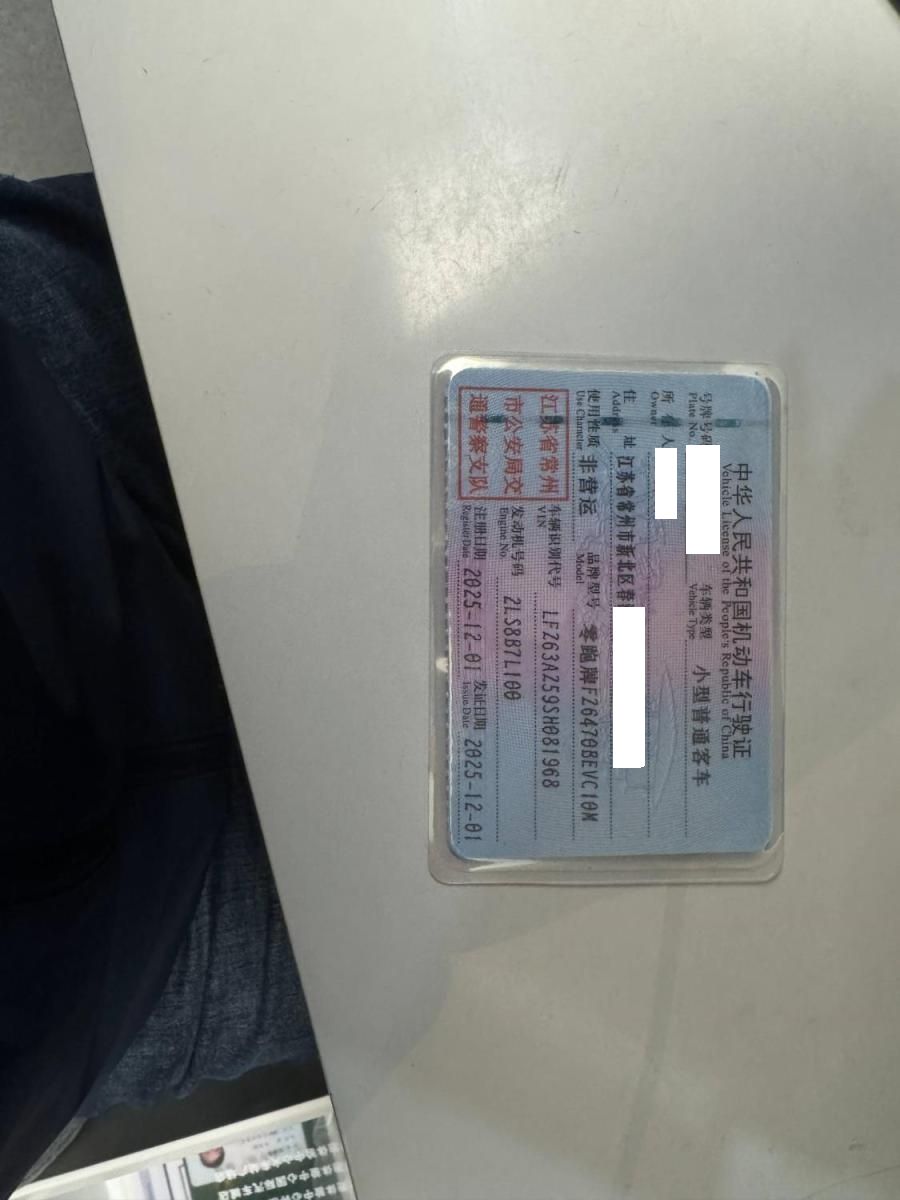 中华人民共和国机动车行驶证
Vehicle License of the People's Republic of China
号牌号码 车辆类型 小型普通客车
Plate No. Vehicle Type
所有人
Owner
住址 江苏省常州市新北区春
Address
使用性质 非营运 品牌型号 零跑牌FZ6470BEVC10M
Use Character Model
江苏省常州
市公安局交
通警察支队
车辆识别代号 LFZ63AZ59SH081968
VIN
发动机号码 2LS8B7L100
Engine No.
注册日期 2025-12-01 发证日期 2025-12-01
Register Date Issue Date